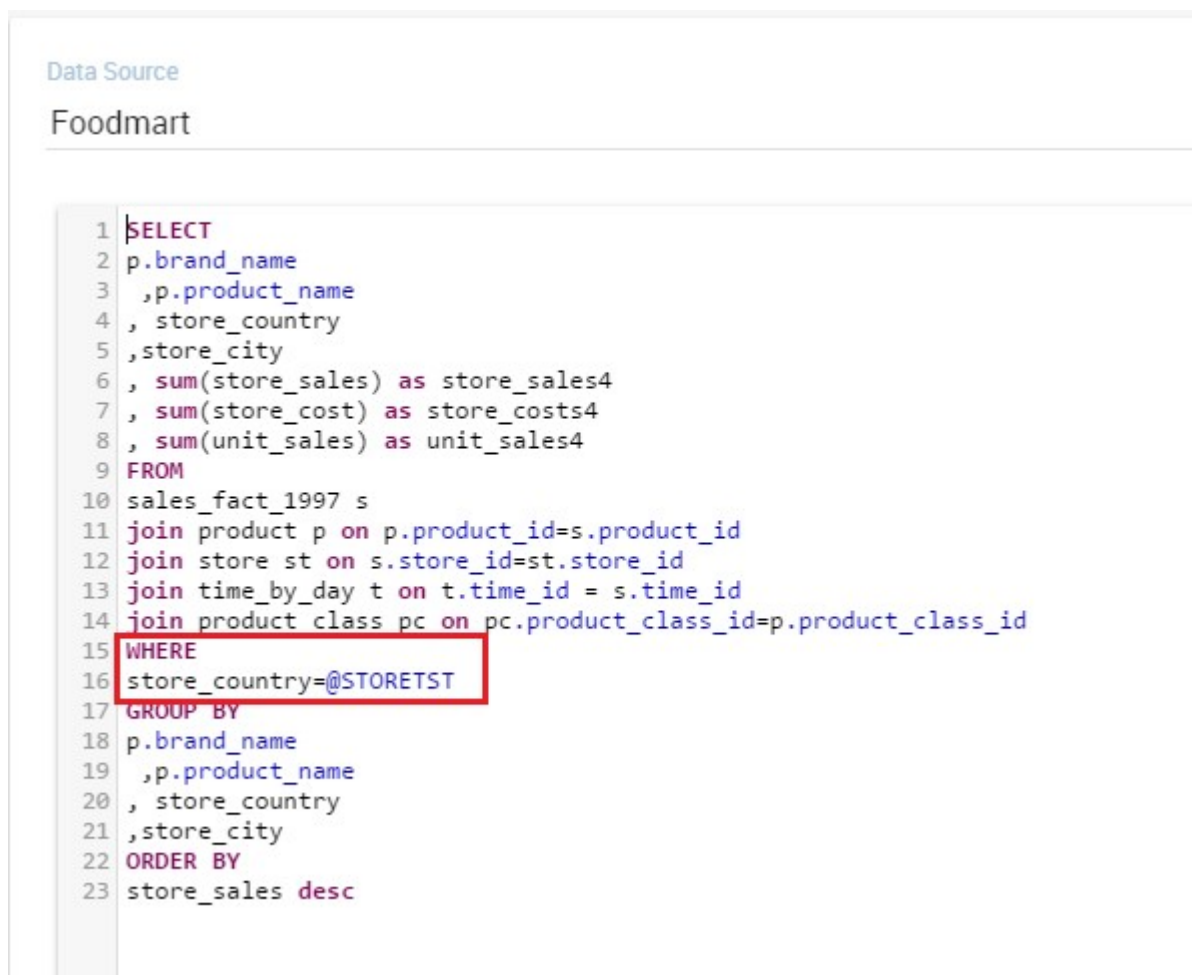 Data Source
Foodmart
1 SELECT
2 p.brand_name
3 ,p.product_name
4 , store_country
5 ,store_city
6 , sum(store_sales) as store_sales4
7 , sum(store_cost) as store_costs4
8 , sum(unit_sales) as unit_sales4
9 FROM
10 sales_fact_1997 s
11 join product p on p.product_id=s.product_id
12 join store st on s.store_id=st.store_id
13 join time_by_day t on t.time_id = s.time_id
14 join product_class pc on pc.product_class_id=p.product_class_id
15 WHERE
16 store_country=@STORETST
17 GROUP BY
18 p.brand_name
19 ,p.product_name
20 , store_country
21 ,store_city
22 ORDER BY
23 store_sales desc